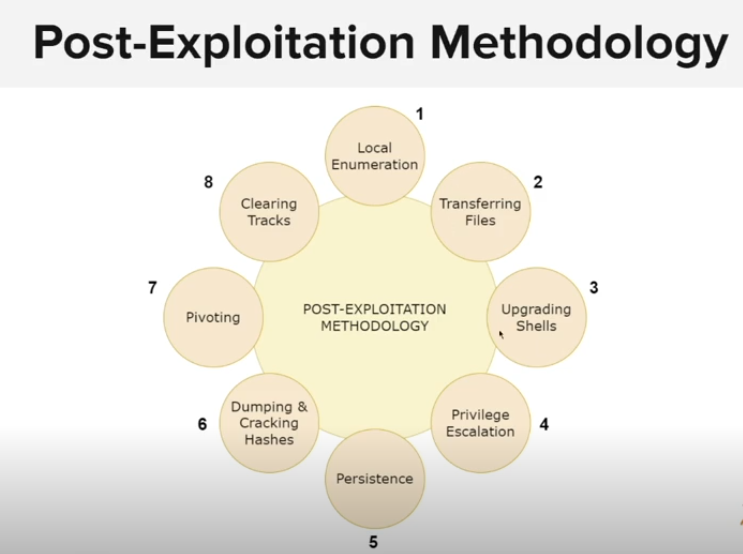 Post-Exploitation Methodology
1
Local
Enumeration
2
Transferring
Files
3
Upgrading
Shells
4
Privilege
Escalation
5
Persistence
6
Dumping &
Cracking
Hashes
7
Pivoting
8
Clearing
Tracks
POST-EXPLOITATION
METHODOLOGY